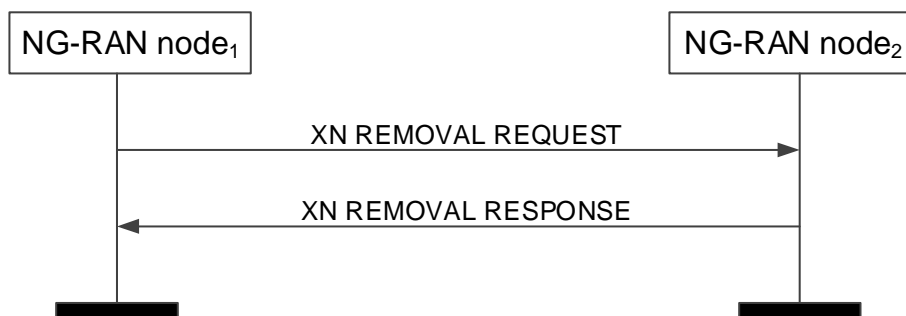 NG-RAN node₁
NG-RAN node₂
XN REMOVAL REQUEST
XN REMOVAL RESPONSE